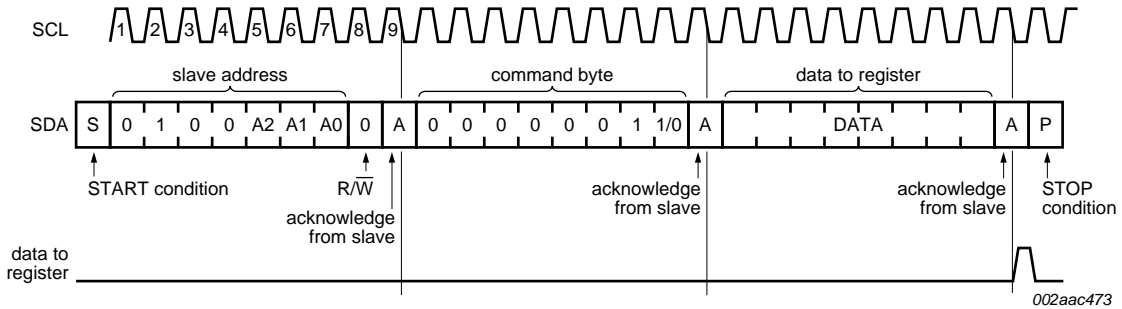 SCL 1 2 3 4 5 6 7 8 9
slave address command byte data to register
SDA S 0 1 0 0 A2 A1 A0 0 A 0 0 0 0 0 0 1 1/0 A DATA A P
START condition R/W̅ acknowledge from slave acknowledge from slave acknowledge from slave STOP condition
data to register
002aac473